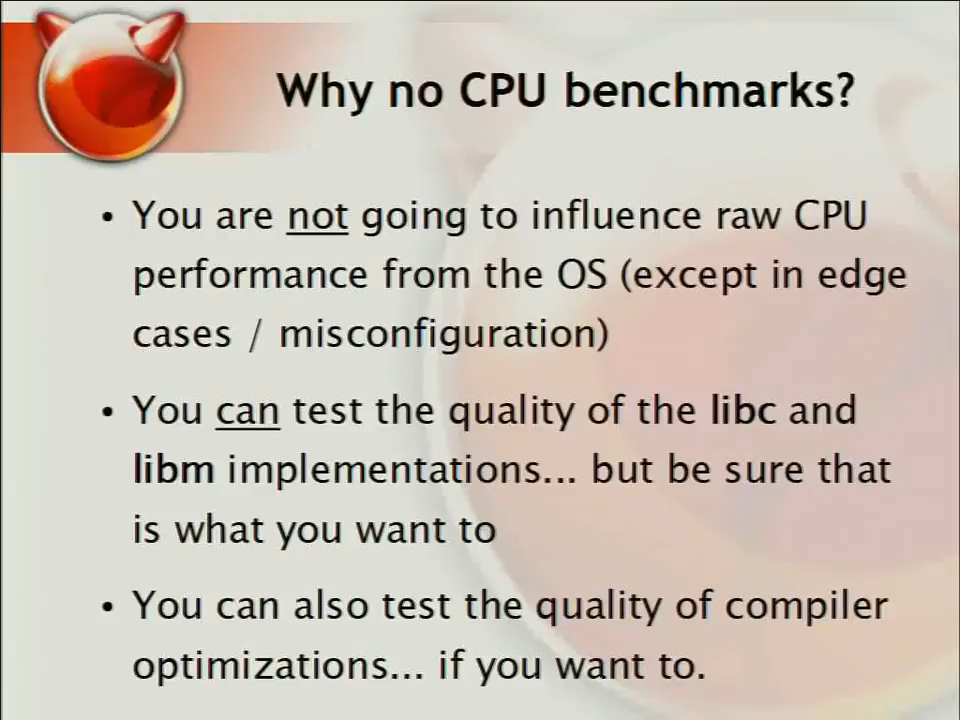 Why no CPU benchmarks?
• You are not going to influence raw CPU
performance from the OS (except in edge
cases / misconfiguration)
• You can test the quality of the libc and
libm implementations... but be sure that
is what you want to
• You can also test the quality of compiler
optimizations... if you want to.